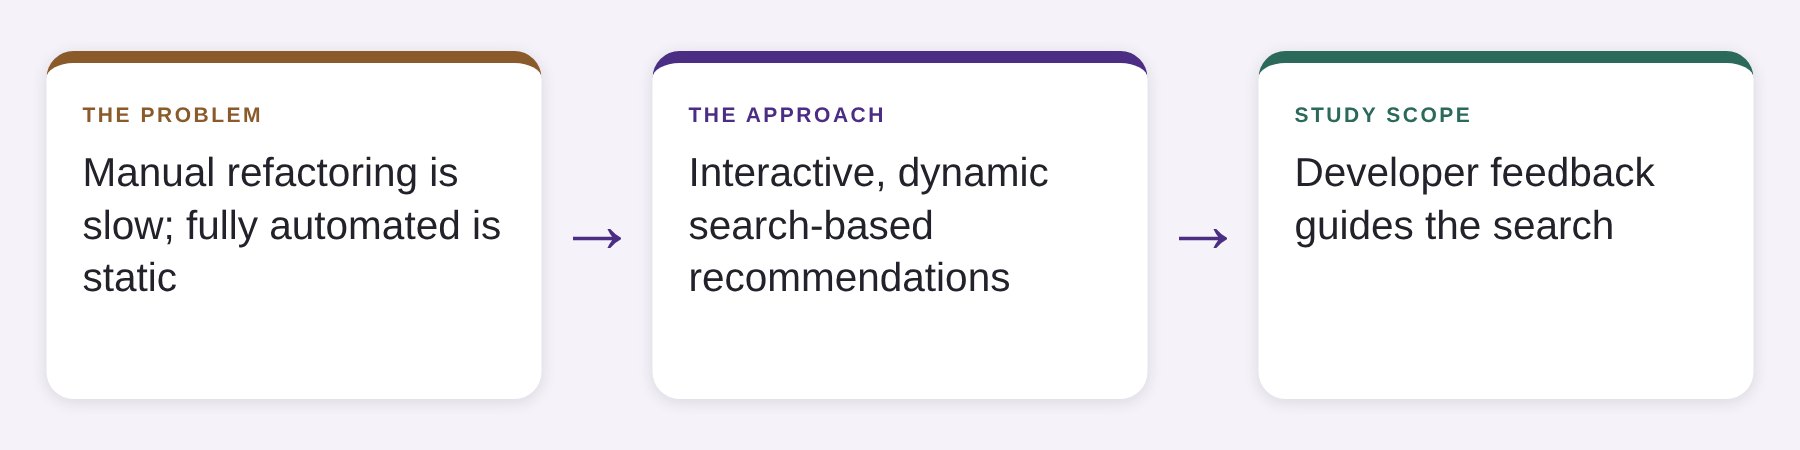 THE PROBLEM
Manual refactoring is
slow; fully automated is
static
→
THE APPROACH
Interactive, dynamic
search-based
recommendations
→
STUDY SCOPE
Developer feedback
guides the search